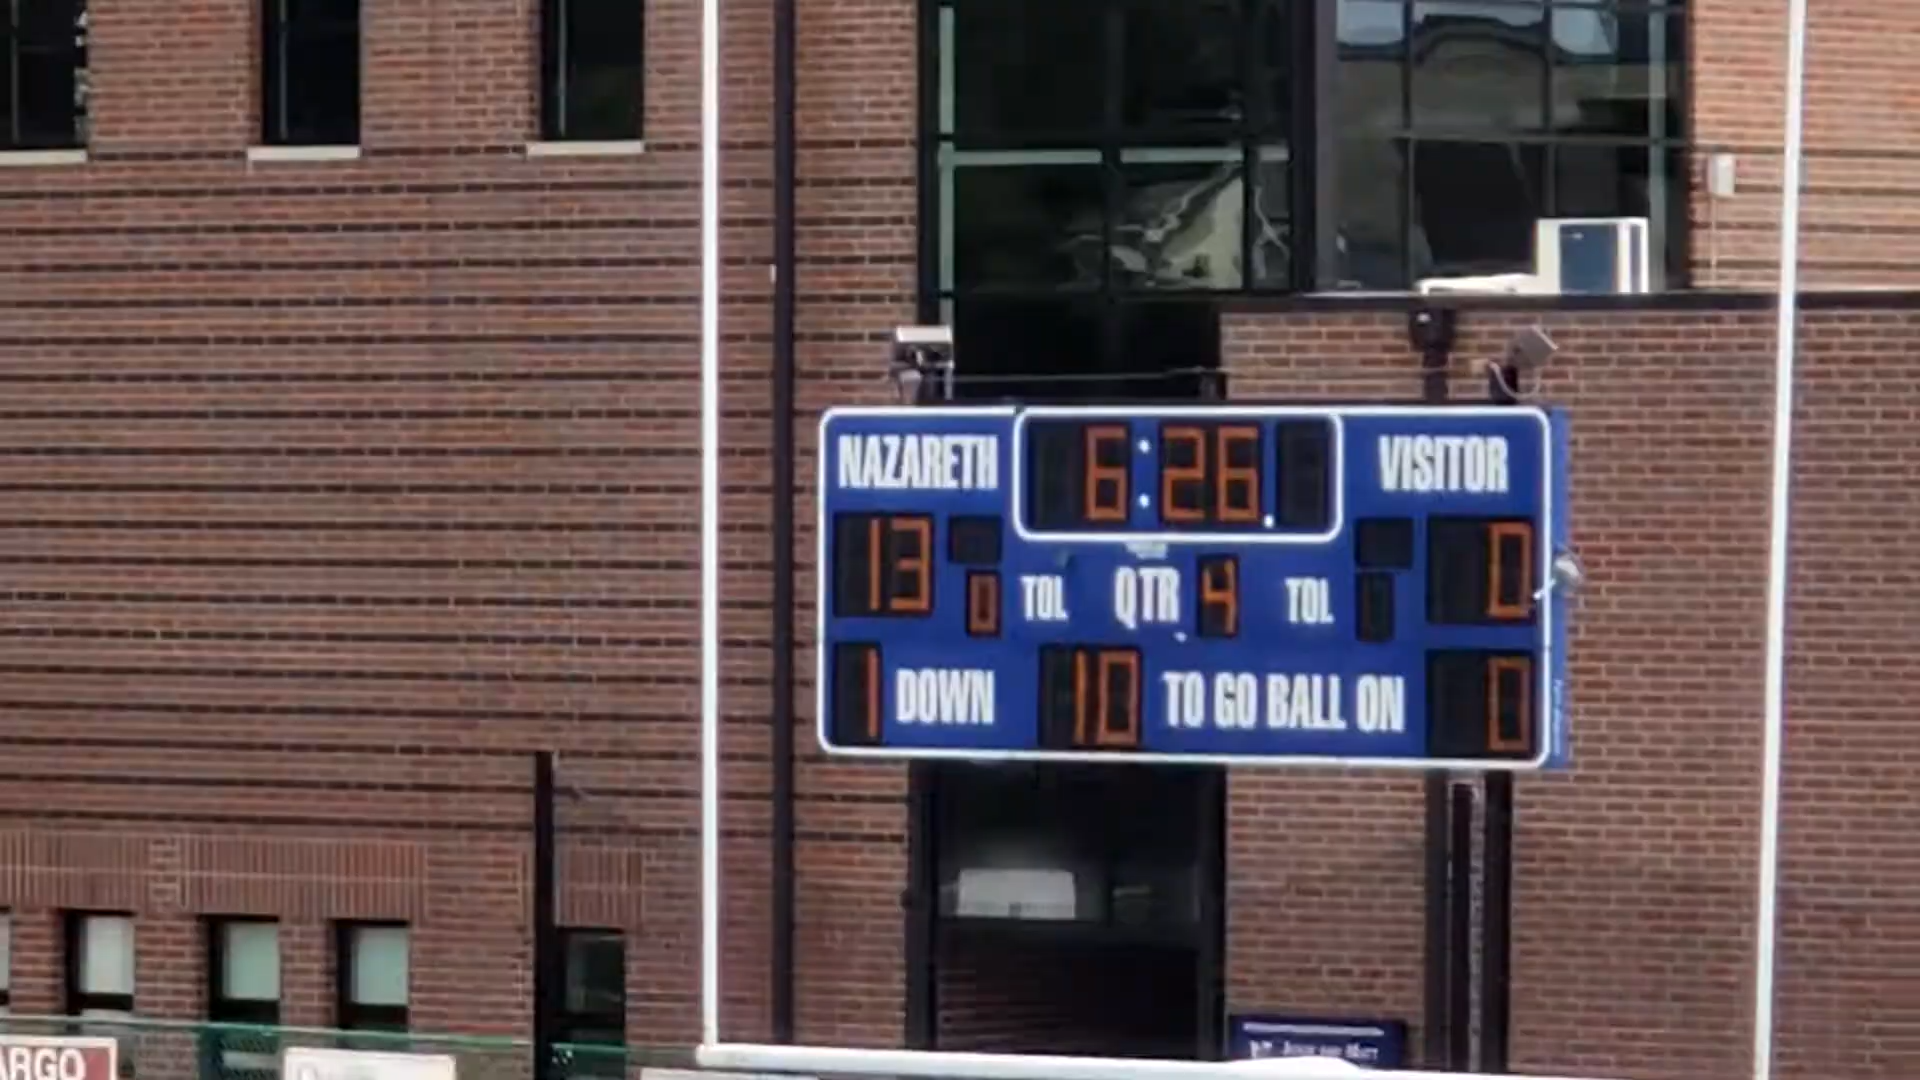 NAZARETH 6:26. VISITOR
13 0 TOL QTR 4 TOL 0
1 DOWN 10 TO GO BALL ON 0
ARGO